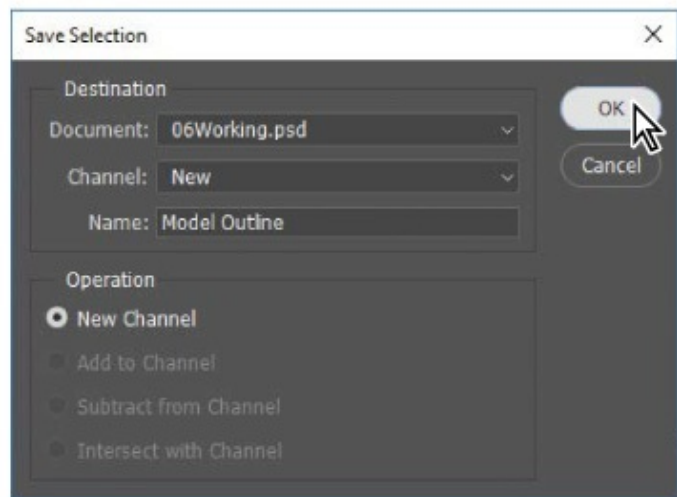 Save Selection
Destination
OK
Document: 06Working.psd
Cancel
Channel: New
Name: Model Outline
Operation
New Channel
Add to Channel
Subtract from Channel
Intersect with Channel